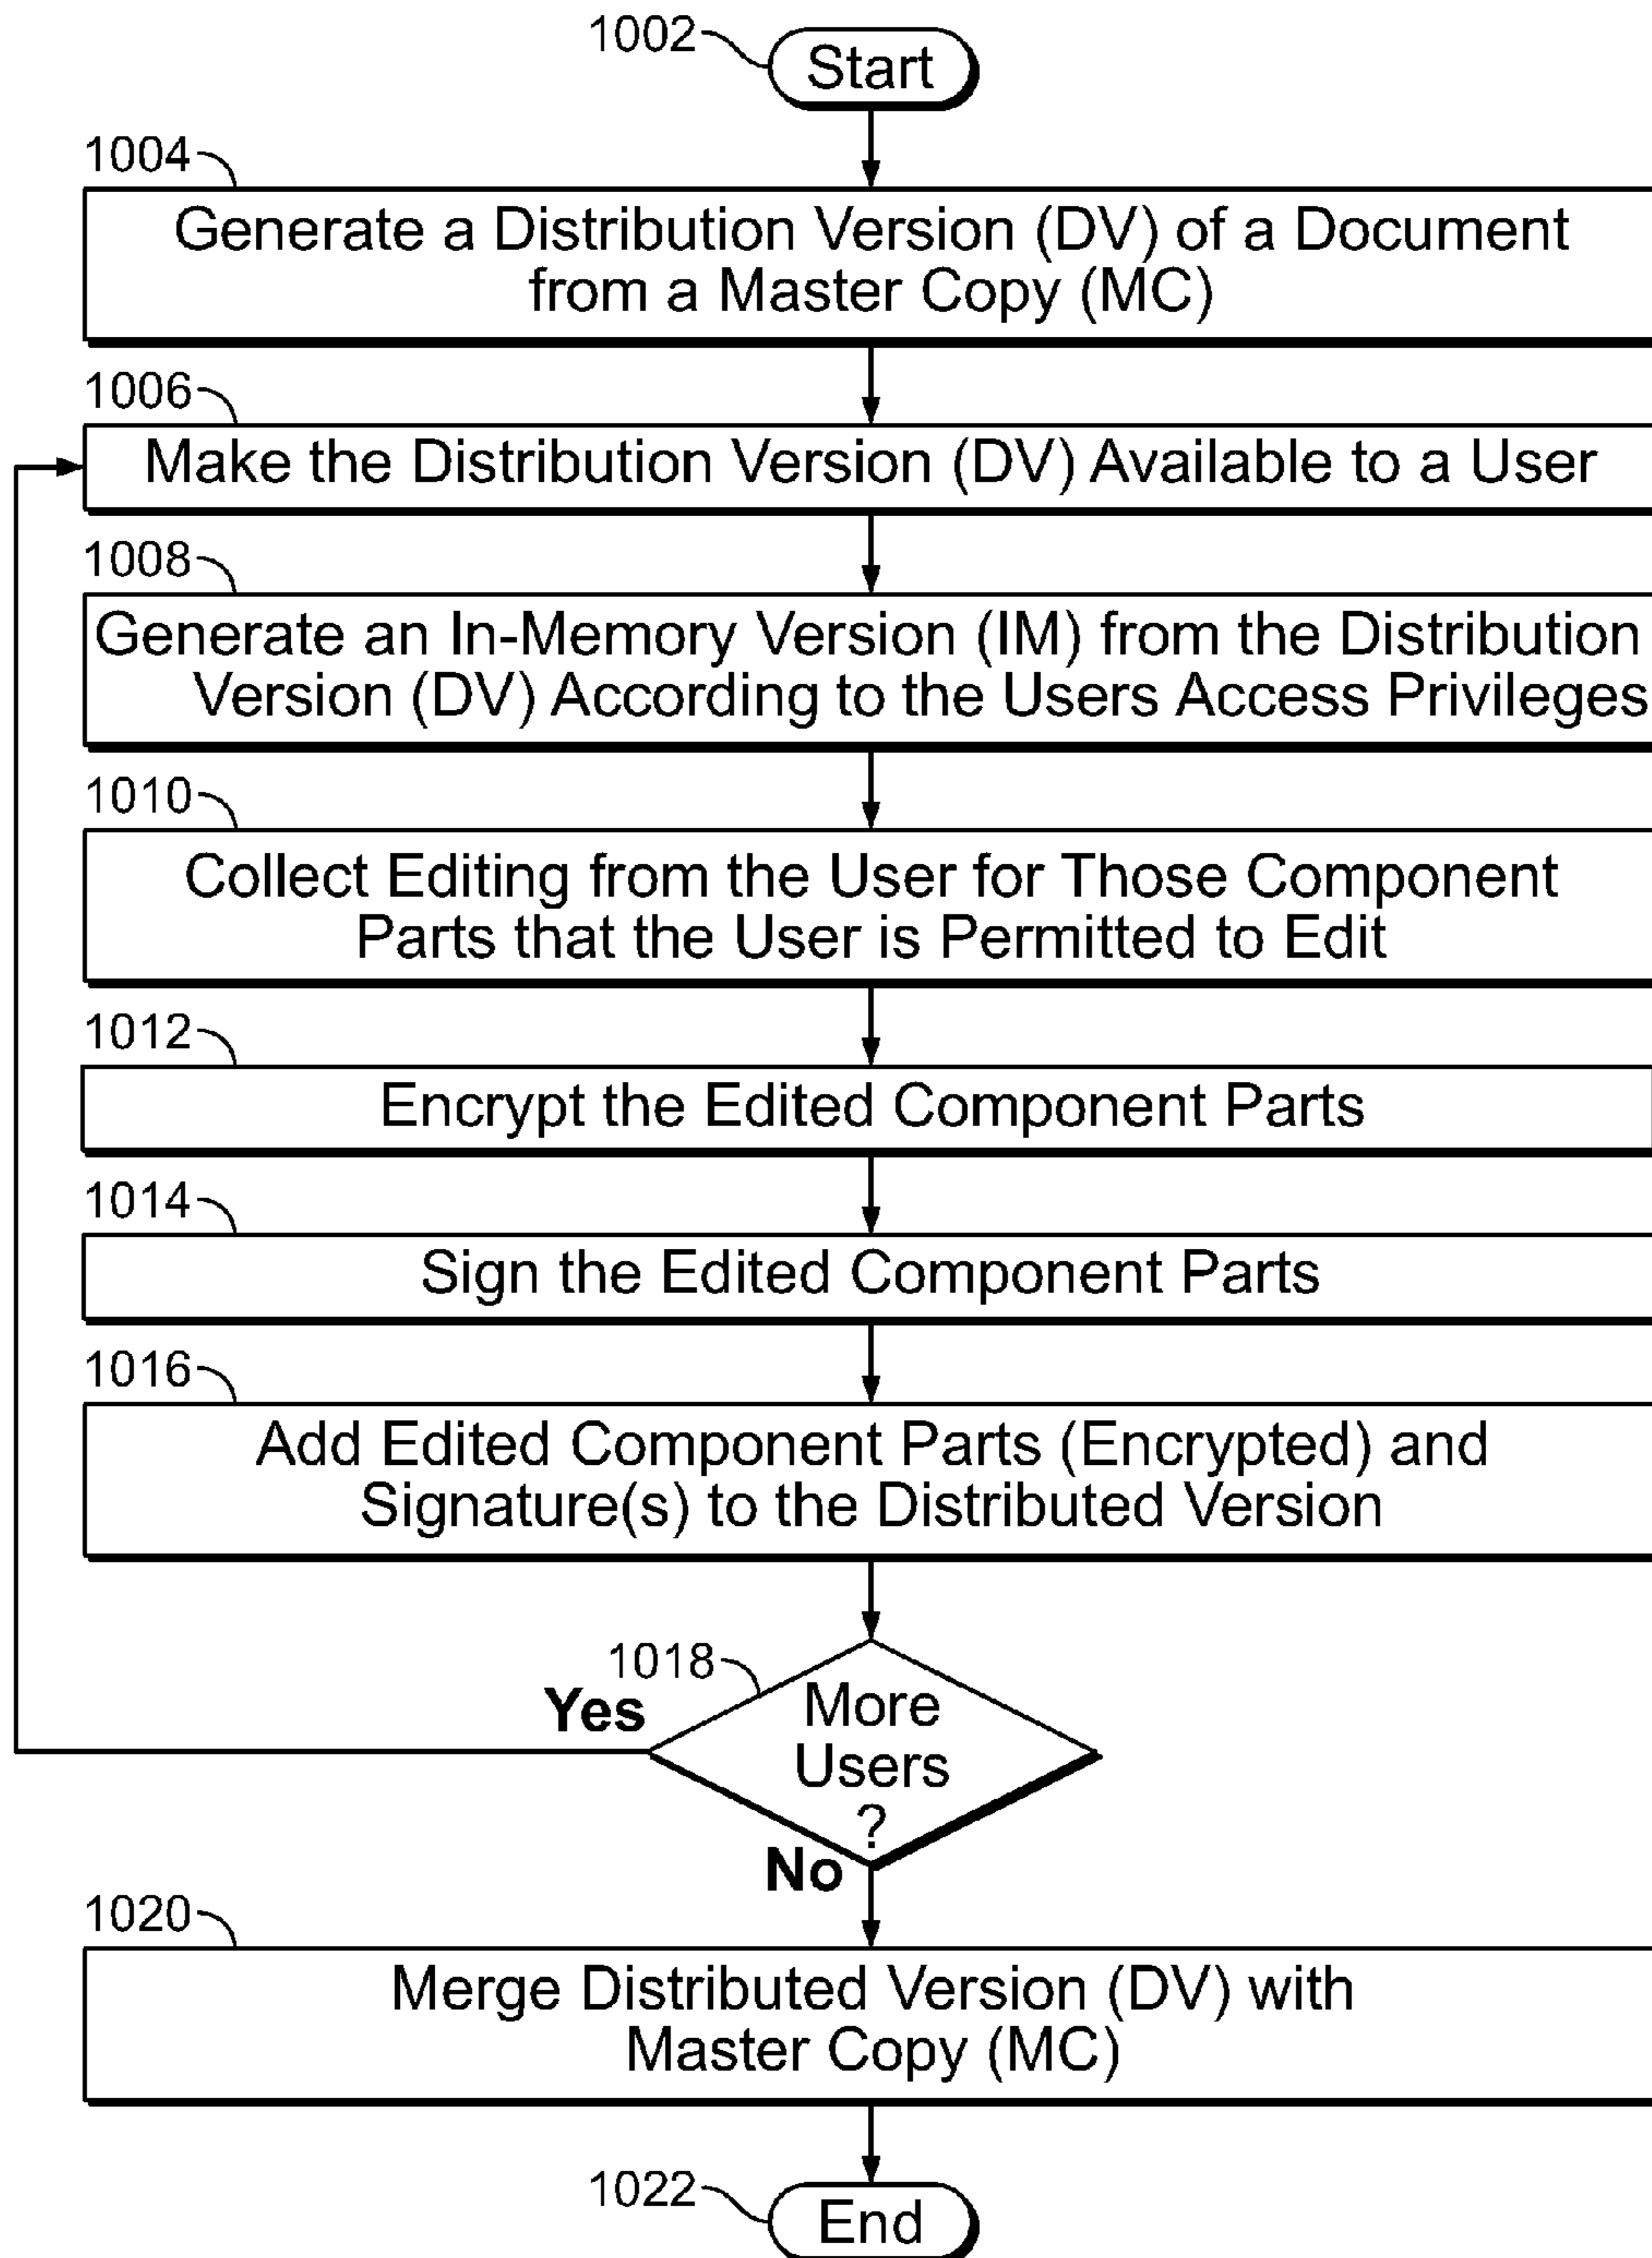 1002
Start
1004
Generate a Distribution Version (DV) of a Document
from a Master Copy (MC)
1006
Make the Distribution Version (DV) Available to a User
1008
Generate an In-Memory Version (IM) from the Distribution
Version (DV) According to the Users Access Privileges
1010
Collect Editing from the User for Those Component
Parts that the User is Permitted to Edit
1012
Encrypt the Edited Component Parts
1014
Sign the Edited Component Parts
1016
Add Edited Component Parts (Encrypted) and
Signature(s) to the Distributed Version
1018
Yes
More
Users
?
No
1020
Merge Distributed Version (DV) with
Master Copy (MC)
1022
End